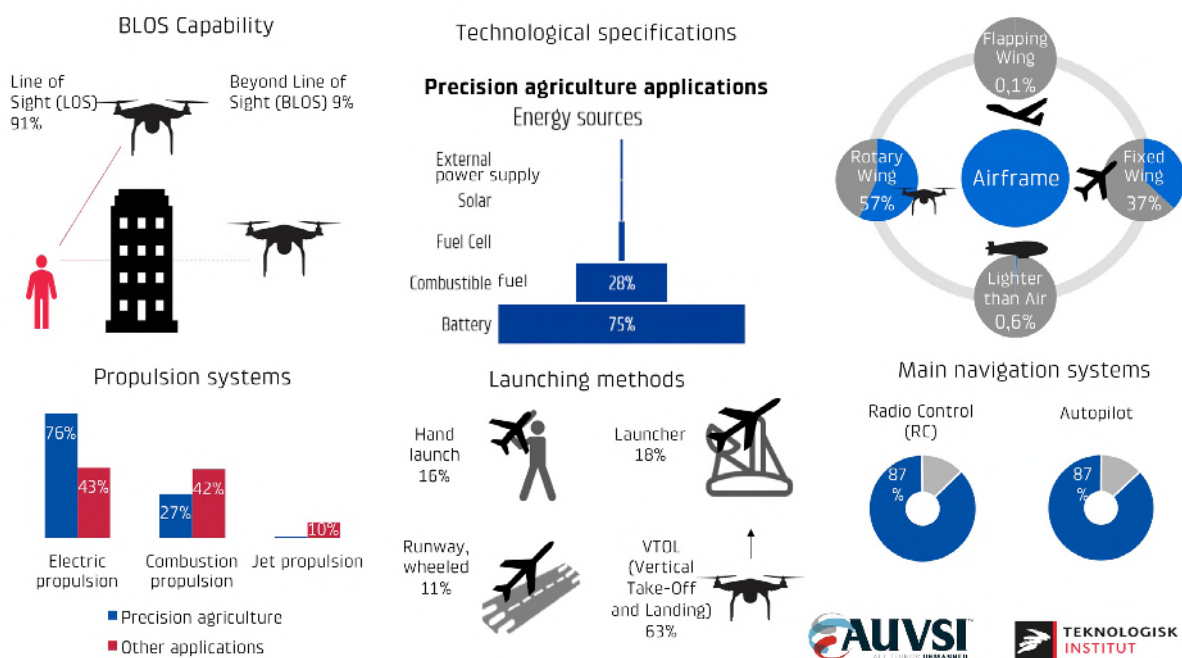 BLOS Capability
Line of
Sight (LOS)
91%
Beyond Line of
Sight (BLOS) 9%
Technological specifications
Precision agriculture applications
Energy sources
External
power supply
Solar
Fuel Cell
Combustible fuel
28%
Battery
75%
Flapping
Wing
0,1%
Rotary
Wing
57%
Airframe
Fixed
Wing
37%
Lighter
than Air
0,6%
Propulsion systems
76%
43%
27%
42%
10%
Electric
propulsion
Combustion
propulsion
Jet propulsion
Precision agriculture
Other applications
Launching methods
Hand
launch
16%
Launcher
18%
Runway,
wheeled
11%
VTOL
(Vertical
Take-Off
and Landing)
63%
Main navigation systems
Radio Control
(RC)
87
%
Autopilot
87
%
AUVSI
TEKNOLOGISK
INSTITUT